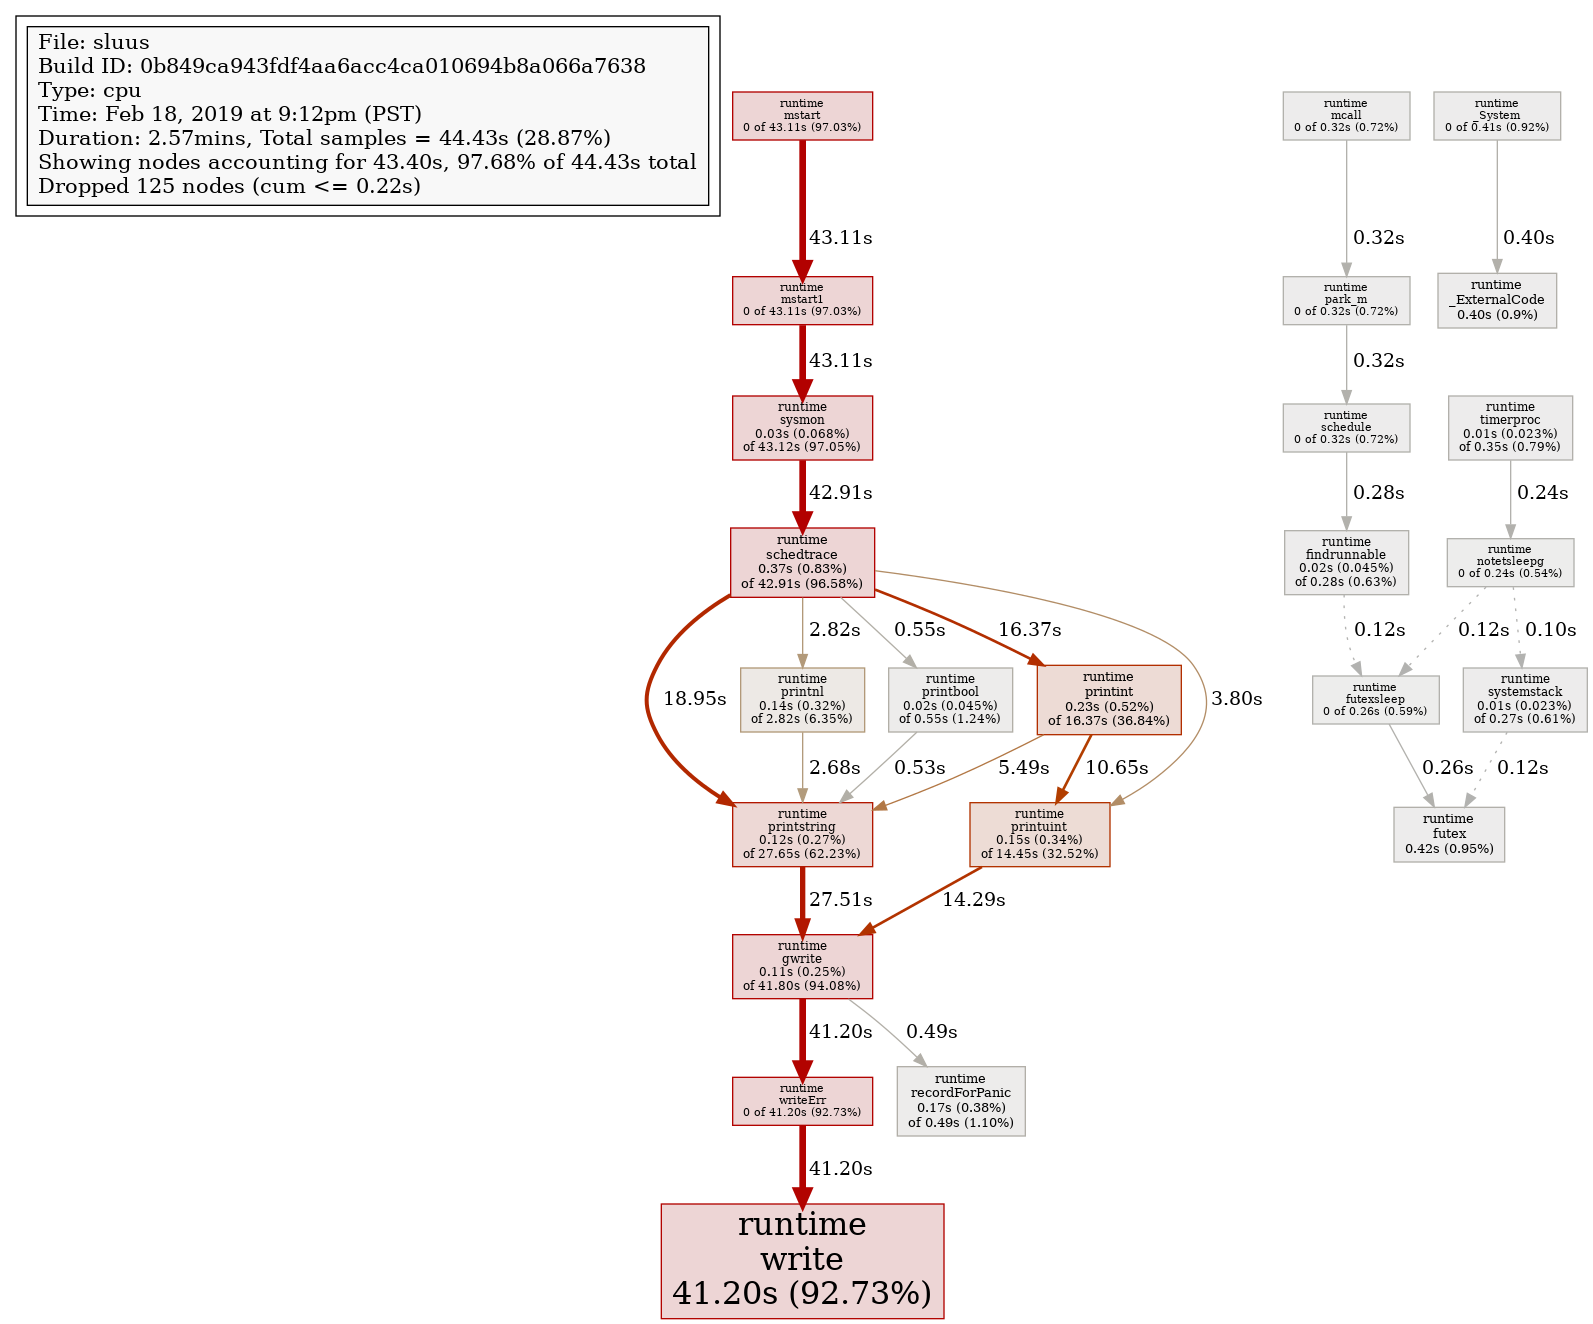 File: sluus
Build ID: 0b849ca943fdf4aa6acc4ca010694b8a066a7638
Type: cpu
Time: Feb 18, 2019 at 9:12pm (PST)
Duration: 2.57mins, Total samples = 44.43s (28.87%)
Showing nodes accounting for 43.40s, 97.68% of 44.43s total
Dropped 125 nodes (cum <= 0.22s)
runtime
mstart
0 of 43.11s (97.03%)
43.11s
runtime
mstart1
0 of 43.11s (97.03%)
43.11s
runtime
sysmon
0.03s (0.068%)
of 43.12s (97.05%)
42.91s
runtime
schedtrace
0.37s (0.83%)
of 42.91s (96.58%)
18.95s
2.82s
0.55s
16.37s
3.80s
runtime
printnl
0.14s (0.32%)
of 2.82s (6.35%)
runtime
printbool
0.02s (0.045%)
of 0.55s (1.24%)
runtime
printint
0.23s (0.52%)
of 16.37s (36.84%)
2.68s
0.53s
5.49s
10.65s
runtime
printstring
0.12s (0.27%)
of 27.65s (62.23%)
runtime
printuint
0.15s (0.34%)
of 14.45s (32.52%)
27.51s
14.29s
runtime
gwrite
0.11s (0.25%)
of 41.80s (94.08%)
41.20s
0.49s
runtime
writeErr
0 of 41.20s (92.73%)
runtime
recordForPanic
0.17s (0.38%)
of 0.49s (1.10%)
41.20s
runtime
write
41.20s (92.73%)
runtime
mcall
0 of 0.32s (0.72%)
0.32s
runtime
park_m
0 of 0.32s (0.72%)
0.32s
runtime
schedule
0 of 0.32s (0.72%)
0.28s
runtime
findrunnable
0.02s (0.045%)
of 0.28s (0.63%)
0.12s
runtime
_System
0 of 0.41s (0.92%)
0.40s
runtime
_ExternalCode
0.40s (0.9%)
runtime
timerproc
0.01s (0.023%)
of 0.35s (0.79%)
0.24s
runtime
notetsleepg
0 of 0.24s (0.54%)
0.12s
0.10s
runtime
futexsleep
0 of 0.26s (0.59%)
runtime
systemstack
0.01s (0.023%)
of 0.27s (0.61%)
0.26s
0.12s
runtime
futex
0.42s (0.95%)